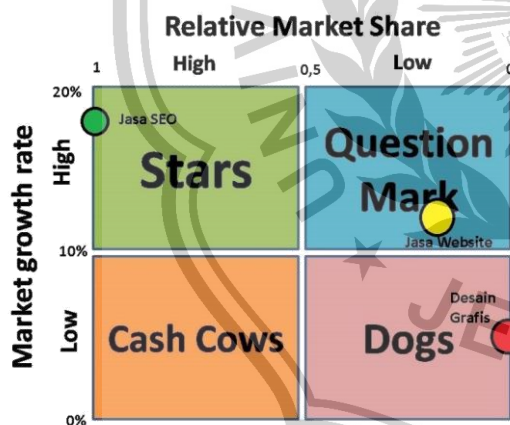 Relative Market Share
1 High 0,5 Low 0
20%
Jasa SEO
Stars
Question
Mark
Jasa Website
10%
Market growth rate
High
Low
Cash Cows
Desain
Grafis
Dogs
0%